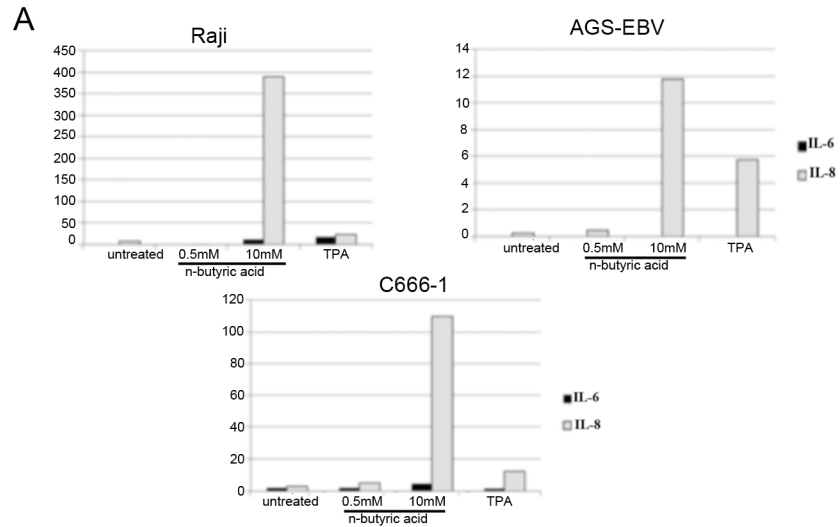 A
Raji
450
400
350
300
250
200
150
100
50
0
untreated 0.5mM 10mM TPA
n-butyric acid
AGS-EBV
14
12
10
8
6
4
2
0
untreated 0.5mM 10mM TPA
n-butyric acid
IL-6
IL-8
C666-1
120
100
80
60
40
20
0
untreated 0.5mM 10mM TPA
n-butyric acid
IL-6
IL-8